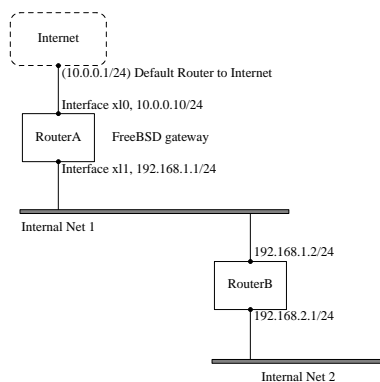 Internet
(10.0.0.1/24) Default Router to Internet
Interface xl0, 10.0.0.10/24
RouterA
FreeBSD gateway
Interface xl1, 192.168.1.1/24
Internal Net 1
192.168.1.2/24
RouterB
192.168.2.1/24
Internal Net 2